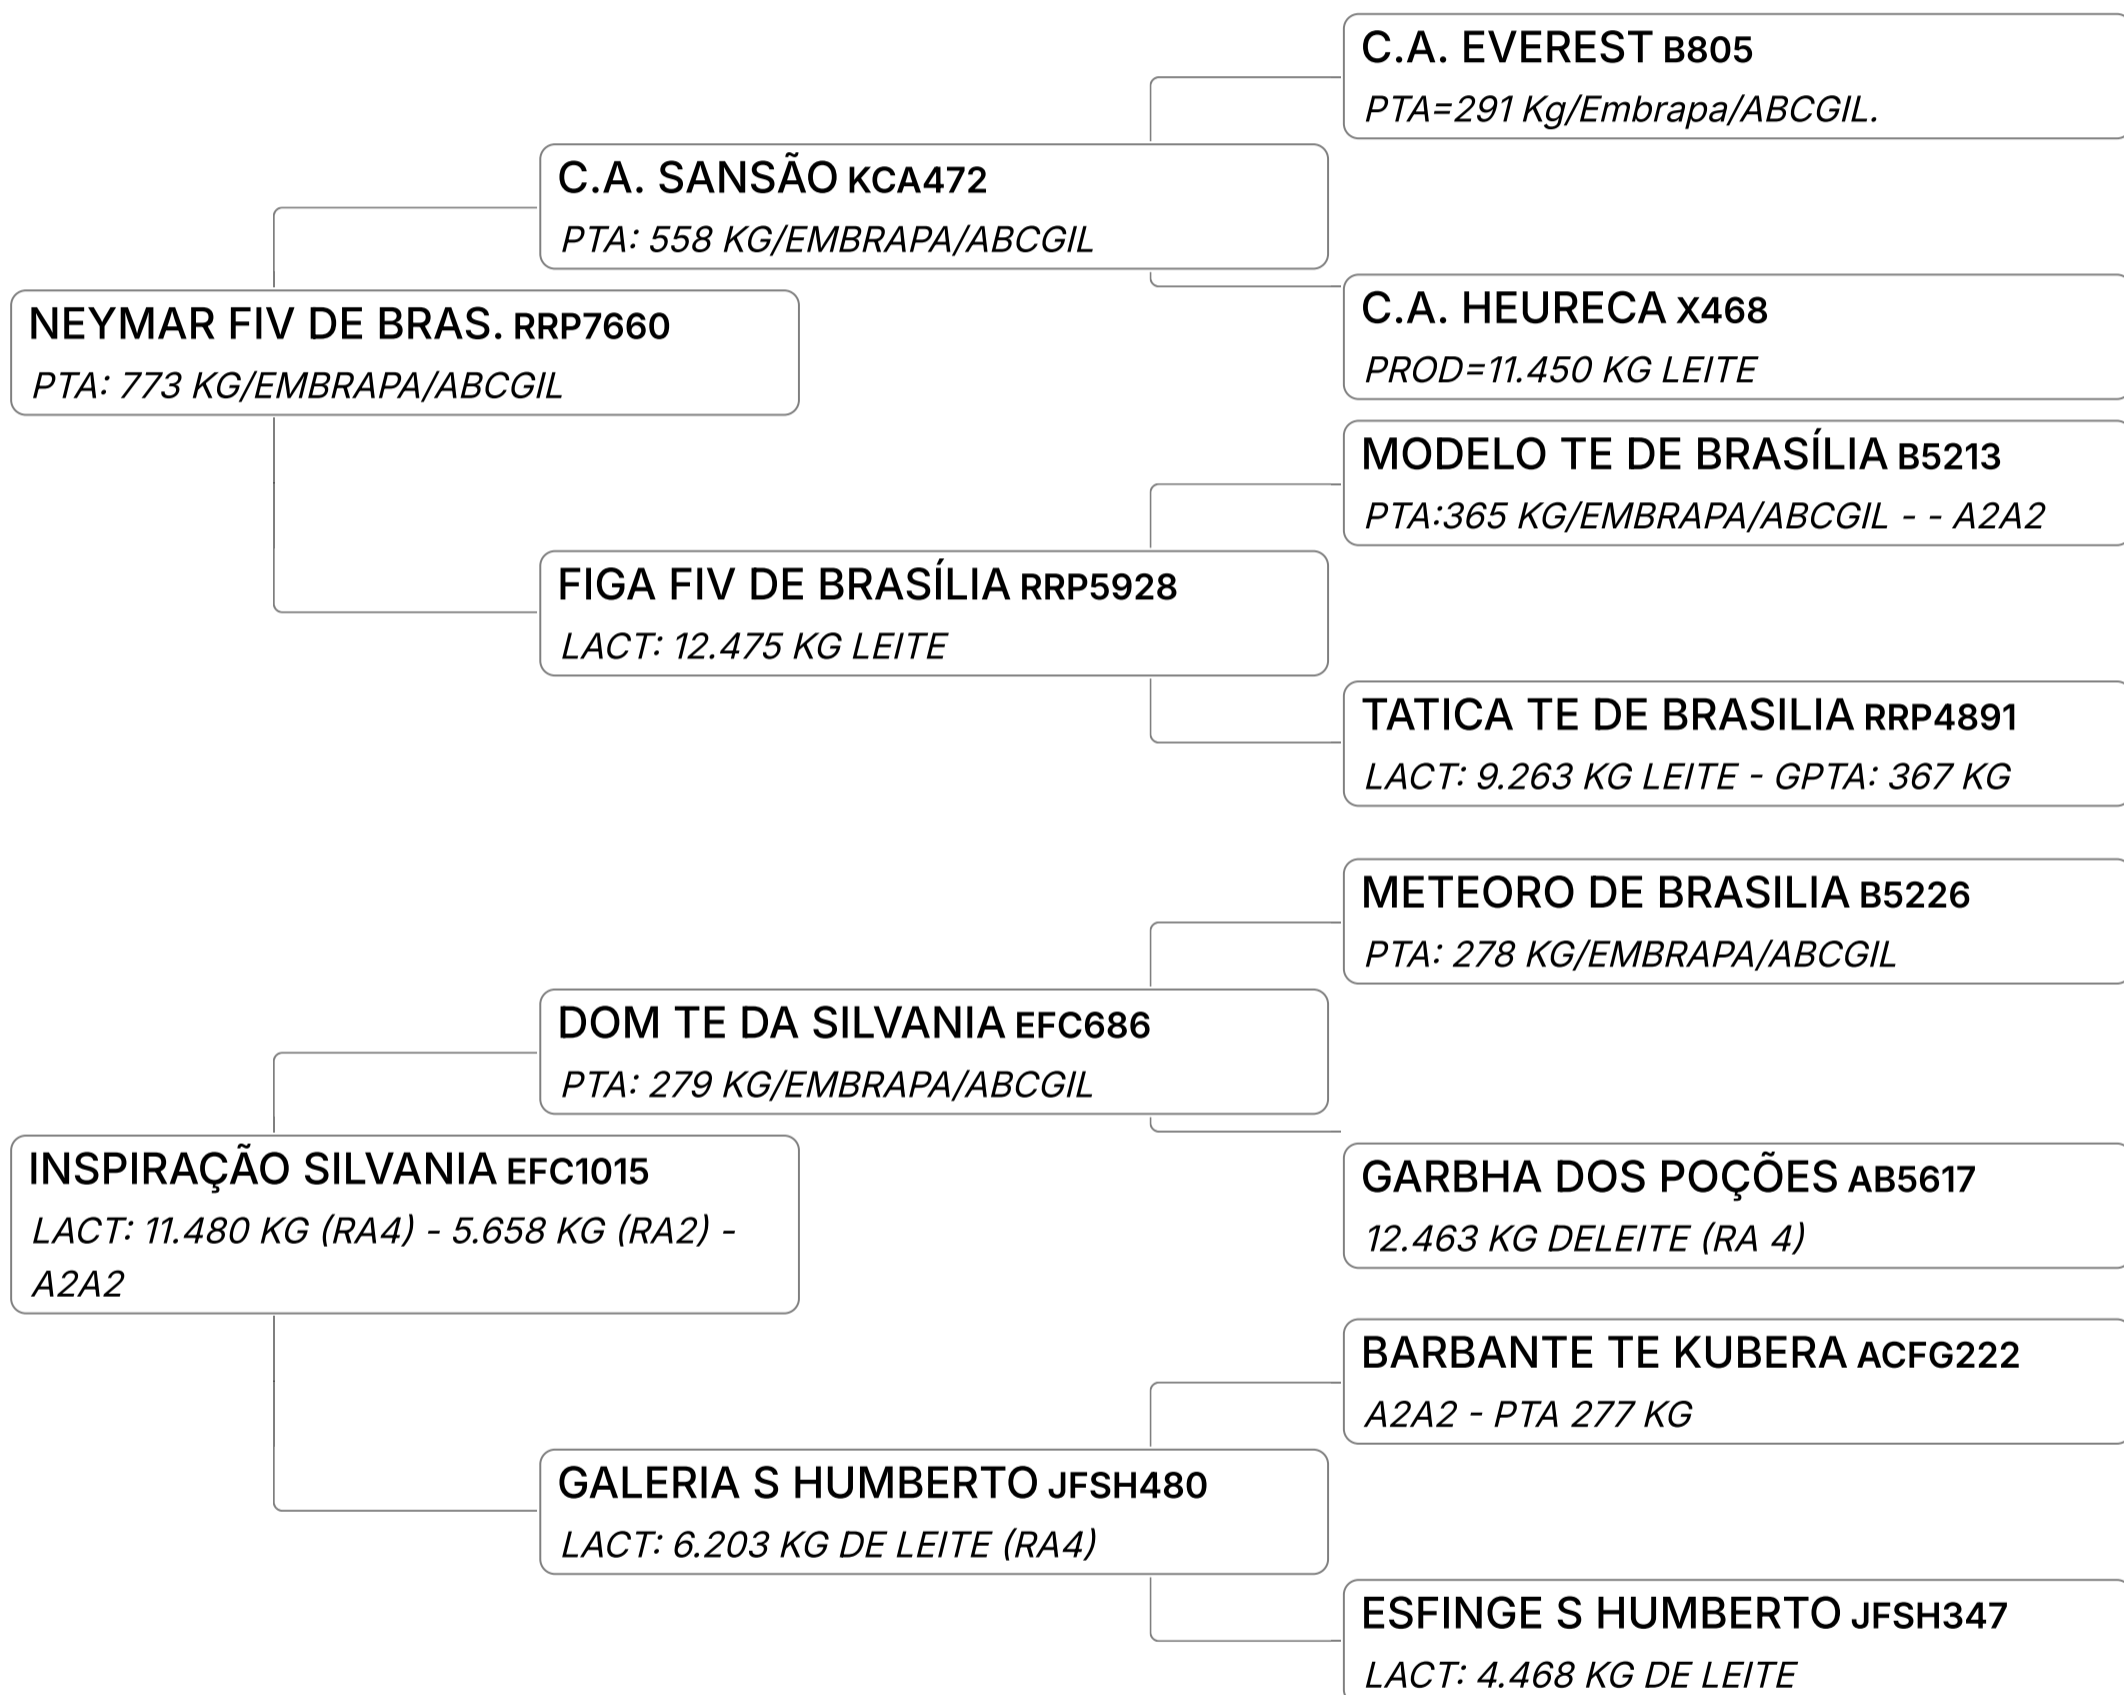 C.A. EVEREST B805
PTA=291 Kg/Embrapa/ABCGIL.
C.A. SANSÃO KCA472
PTA: 558 KG/EMBRAPA/ABCGIL
C.A. HEURECA X468
PROD=11.450 KG LEITE
NEYMAR FIV DE BRAS. RRP7660
PTA: 773 KG/EMBRAPA/ABCGIL
MODELO TE DE BRASÍLIA B5213
PTA:365 KG/EMBRAPA/ABCGIL - - A2A2
FIGA FIV DE BRASÍLIA RRP5928
LACT: 12.475 KG LEITE
TATICA TE DE BRASILIA RRP4891
LACT: 9.263 KG LEITE - GPTA: 367 KG
METEORO DE BRASILIA B5226
PTA: 278 KG/EMBRAPA/ABCGIL
DOM TE DA SILVANIA EFC686
PTA: 279 KG/EMBRAPA/ABCGIL
GARBHA DOS POÇÕES AB5617
12.463 KG DELEITE (RA 4)
INSPIRAÇÃO SILVANIA EFC1015
LACT: 11.480 KG (RA4) - 5.658 KG (RA2) -
A2A2
BARBANTE TE KUBERA ACFG222
A2A2 - PTA 277 KG
GALERIA S HUMBERTO JFSH480
LACT: 6.203 KG DE LEITE (RA4)
ESFINGE S HUMBERTO JFSH347
LACT: 4.468 KG DE LEITE